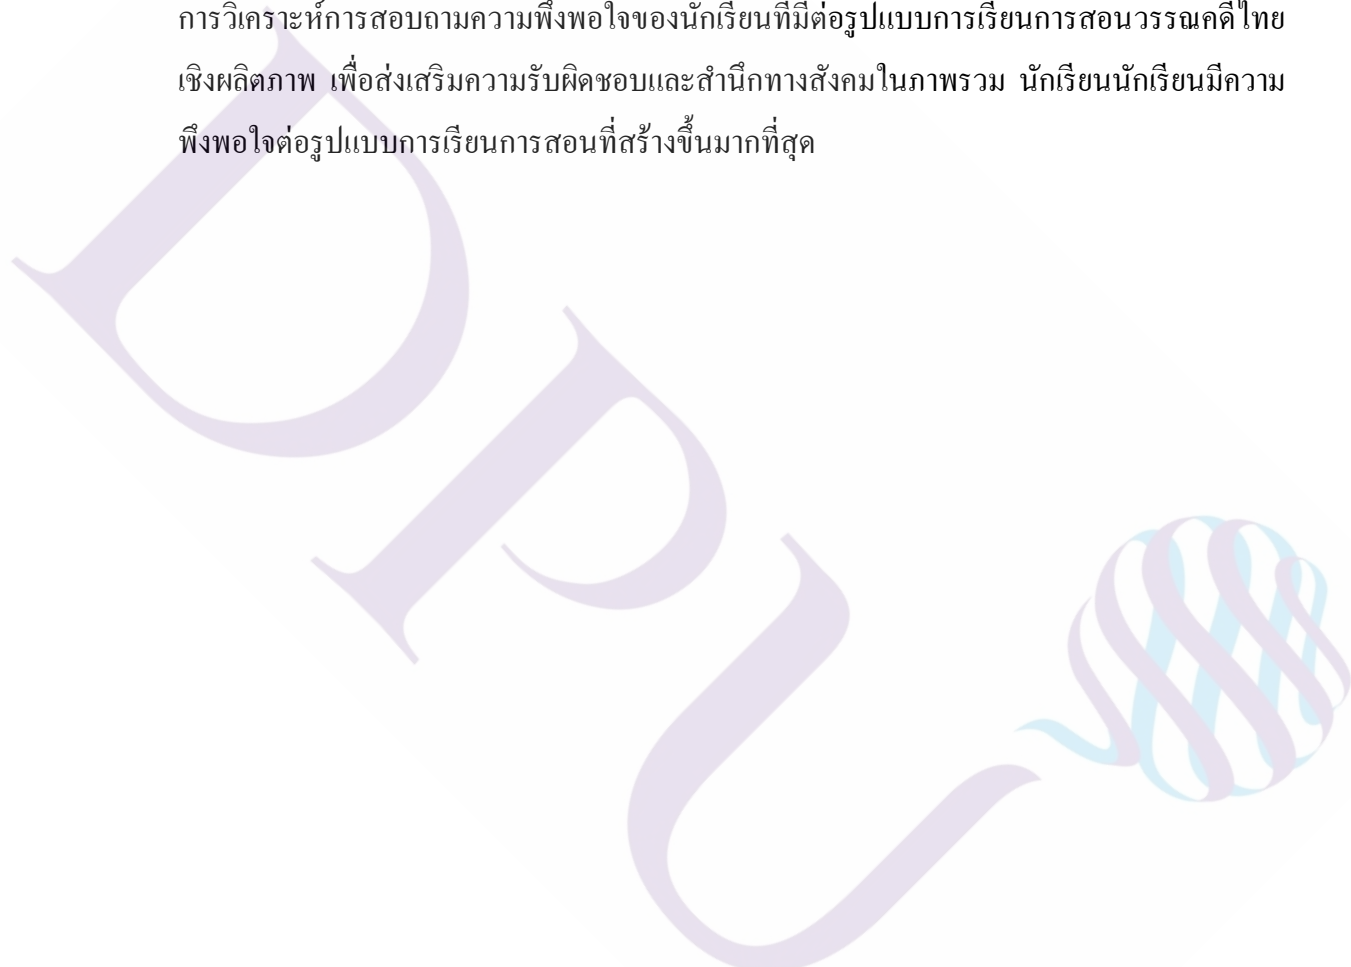 การวิเคราะห์การสอบถามความพึงพอใจของนักเรียนที่มีต่อรูปแบบการเรียนการสอนวรรณคดีไทย
เชิงผลิตภาพ เพื่อส่งเสริมความรับผิดชอบและสำนึกทางสังคมในภาพรวม นักเรียนนักเรียนมีความ
พึงพอใจต่อรูปแบบการเรียนการสอนที่สร้างขึ้นมากที่สุด
DPU